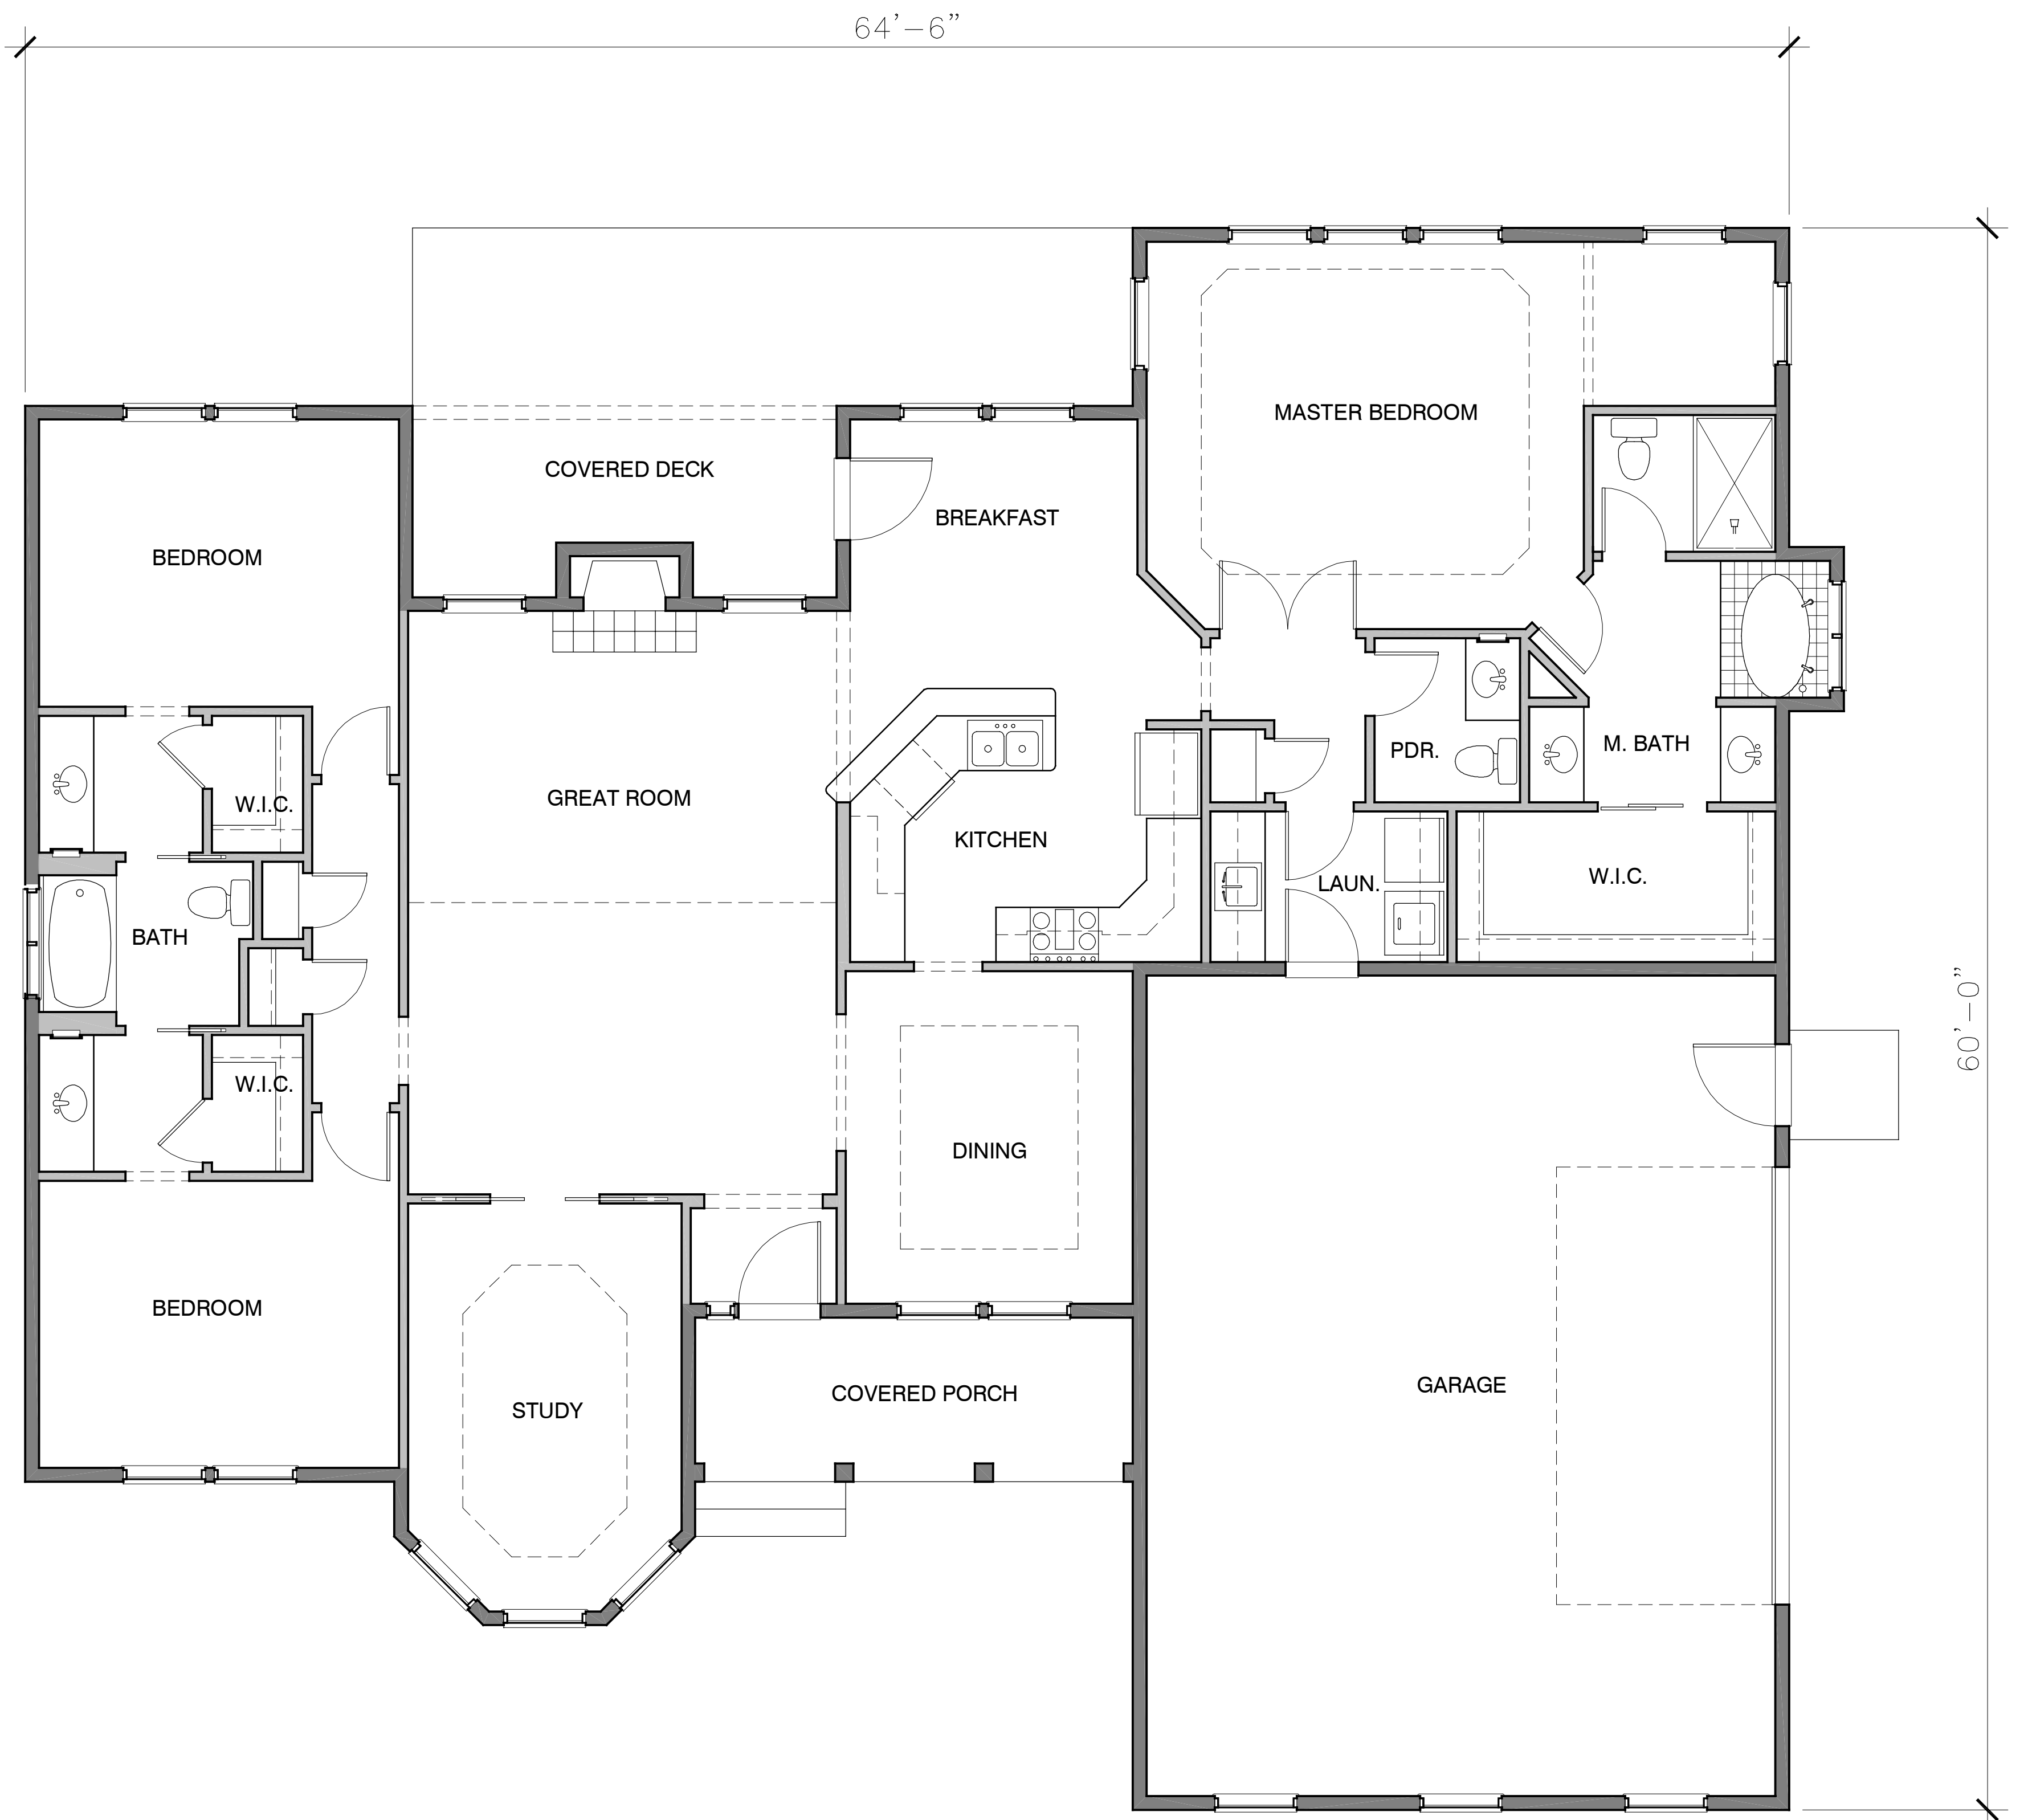 64'-6"
MASTER BEDROOM
COVERED DECK
BREAKFAST
BEDROOM
PDR.
M. BATH
W.I.C.
GREAT ROOM
KITCHEN
W.I.C.
LAUN.
BATH
60'-0"
W.I.C.
DINING
BEDROOM
GARAGE
COVERED PORCH
STUDY